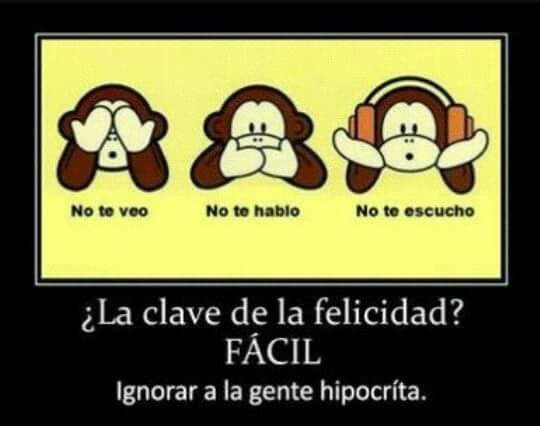 No te veo No te hablo No te escucho
¿La clave de la felicidad?
FÁCIL
Ignorar a la gente hipocríta.